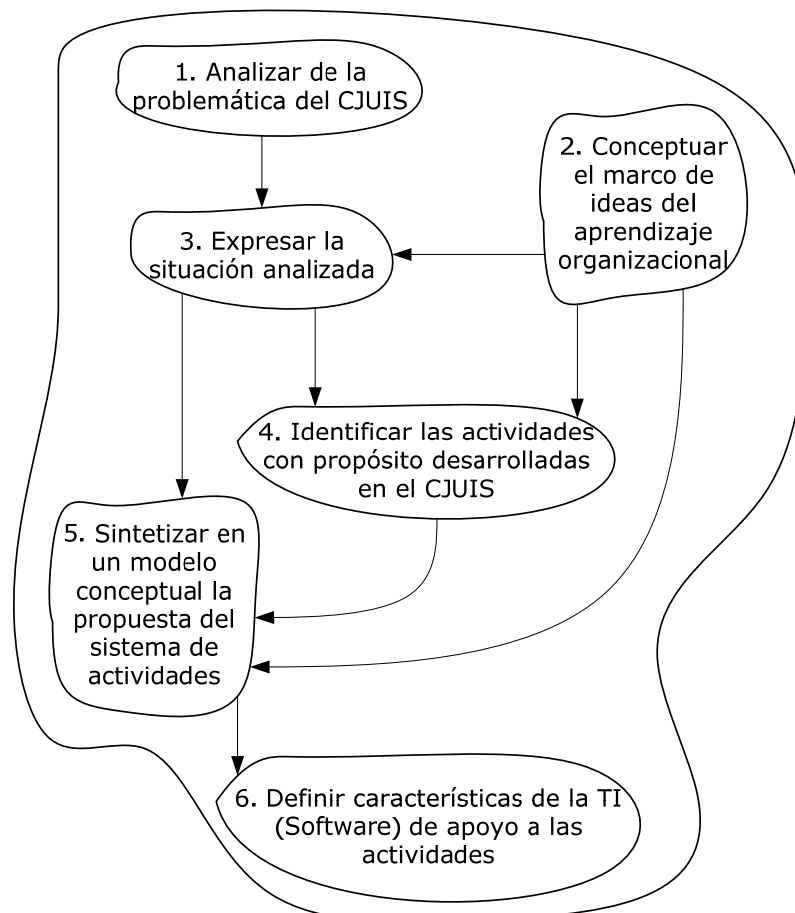 1. Analizar de la
problemática del CJUIS
2. Conceptuar
el marco de
ideas del
aprendizaje
organizacional
3. Expresar la
situación analizada
4. Identificar las actividades
con propósito desarrolladas
en el CJUIS
5. Sintetizar en
un modelo
conceptual la
propuesta del
sistema de
actividades
6. Definir características de la TI
(Software) de apoyo a las
actividades